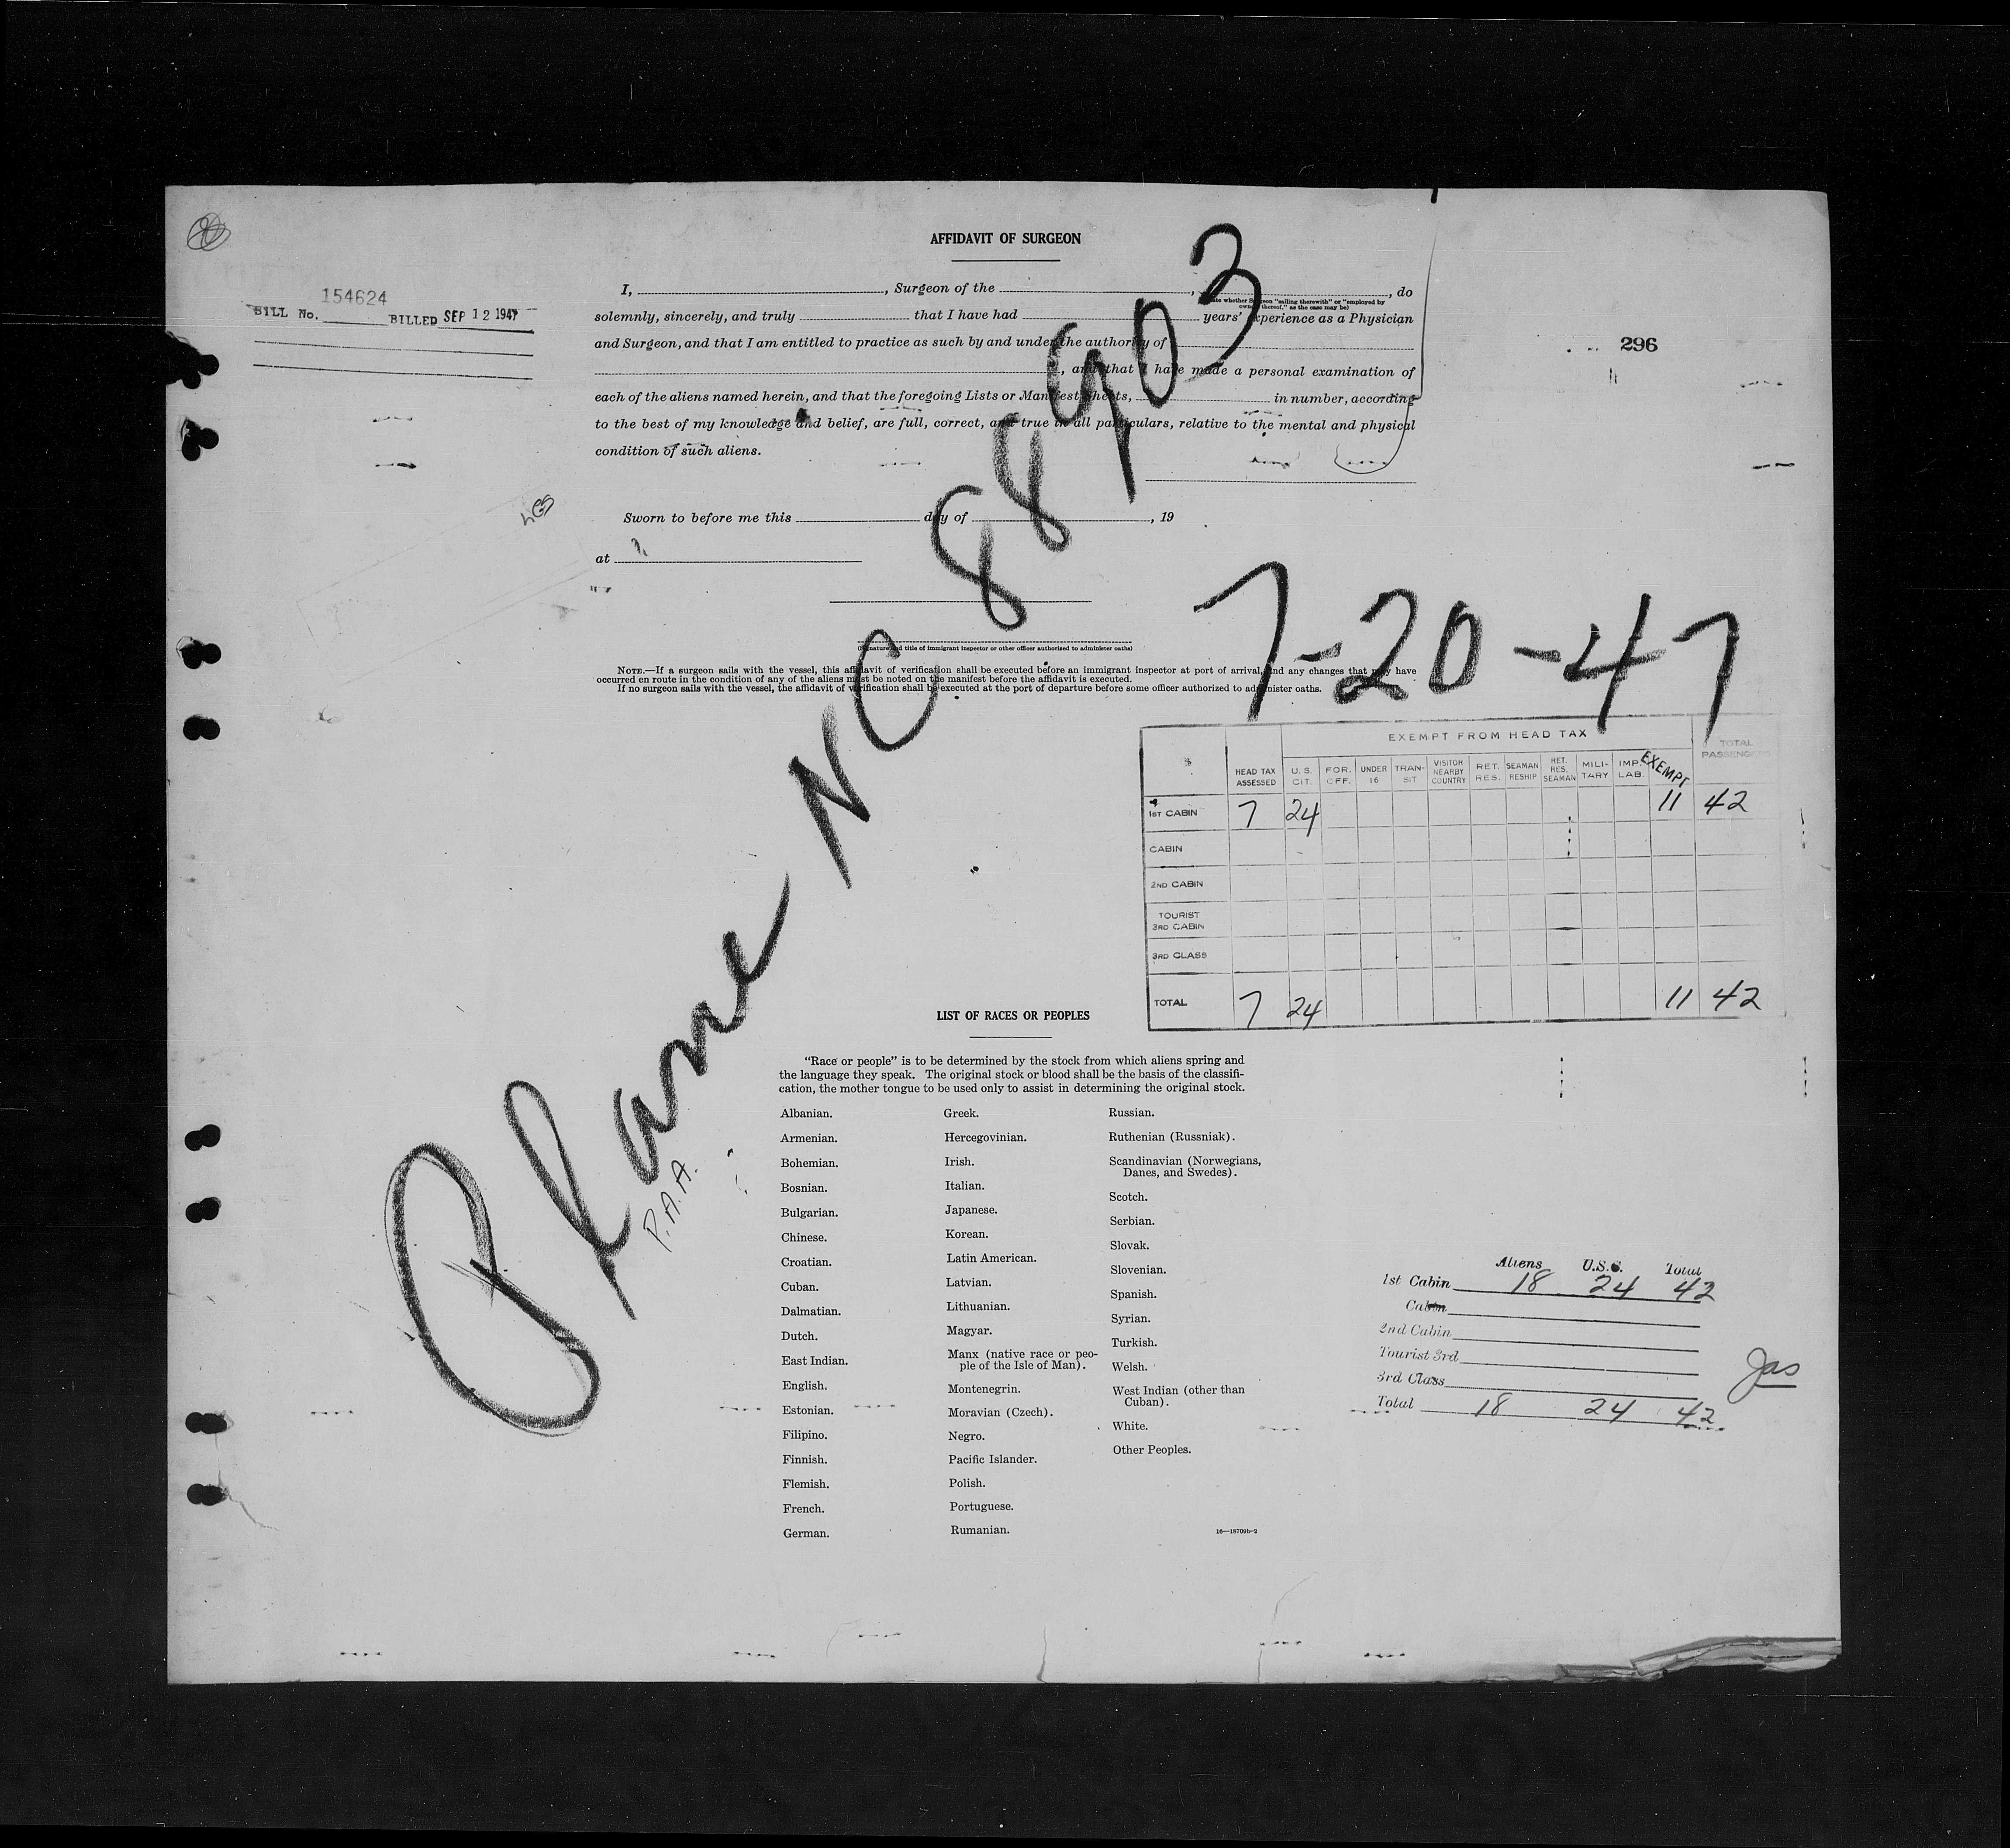 AFFIDAVIT OF SURGEON
154624
BILL No. BILLED SEP 12 1947
296
I, , Surgeon of the , , do
solemnly, sincerely, and truly that I have had years' experience as a Physician
and Surgeon, and that I am entitled to practice as such by and under the authority of
, and that I have made a personal examination of
each of the aliens named herein, and that the foregoing Lists or Manifest Sheets, in number, according
to the best of my knowledge and belief, are full, correct, and true in all particulars, relative to the mental and physical
condition of such aliens.
Sworn to before me this day of , 19
at
(Signature and title of immigrant inspector or other officer authorized to administer oaths)
NOTE.—If a surgeon sails with the vessel, this affidavit of verification shall be executed before an immigrant inspector at port of arrival, and any changes that may have
occurred en route in the condition of any of the aliens must be noted on the manifest before the affidavit is executed.
If no surgeon sails with the vessel, the affidavit of verification shall be executed at the port of departure before some officer authorized to administer oaths.
Plane NC 88903
P.A.A.
7-20-47
EXEMPT FROM HEAD TAX
HEAD TAX ASSESSED U.S. CIT. FOR. OFF. UNDER 16 TRANSIT VISITOR NEARBY COUNTRY RET. RES. SEAMAN RESHIP RET. RES. SEAMAN MILITARY IMP. LAB. EXEMPT TOTAL PASSENGERS
1ST CABIN 7 24 11 42
CABIN
2ND CABIN
TOURIST
3RD CABIN
3RD CLASS
TOTAL 7 24 11 42
LIST OF RACES OR PEOPLES
"Race or people" is to be determined by the stock from which aliens spring and
the language they speak. The original stock or blood shall be the basis of the classifi-
cation, the mother tongue to be used only to assist in determining the original stock.
Albanian.
Armenian.
Bohemian.
Bosnian.
Bulgarian.
Chinese.
Croatian.
Cuban.
Dalmatian.
Dutch.
East Indian.
English.
Estonian.
Filipino.
Finnish.
Flemish.
French.
German.
Greek.
Hercegovinian.
Irish.
Italian.
Japanese.
Korean.
Latin American.
Latvian.
Lithuanian.
Magyar.
Manx (native race or peo-
ple of the Isle of Man).
Montenegrin.
Moravian (Czech).
Negro.
Pacific Islander.
Polish.
Portuguese.
Rumanian.
Russian.
Ruthenian (Russniak).
Scandinavian (Norwegians,
Danes, and Swedes).
Scotch.
Serbian.
Slovak.
Slovenian.
Spanish.
Syrian.
Turkish.
Welsh.
West Indian (other than
Cuban).
White.
Other Peoples.
16—18709b-2
Aliens U.S.C. Total
1st Cabin 18 24 42
Cabin
2nd Cabin
Tourist 3rd
3rd Class
Total 18 24 42
Jas